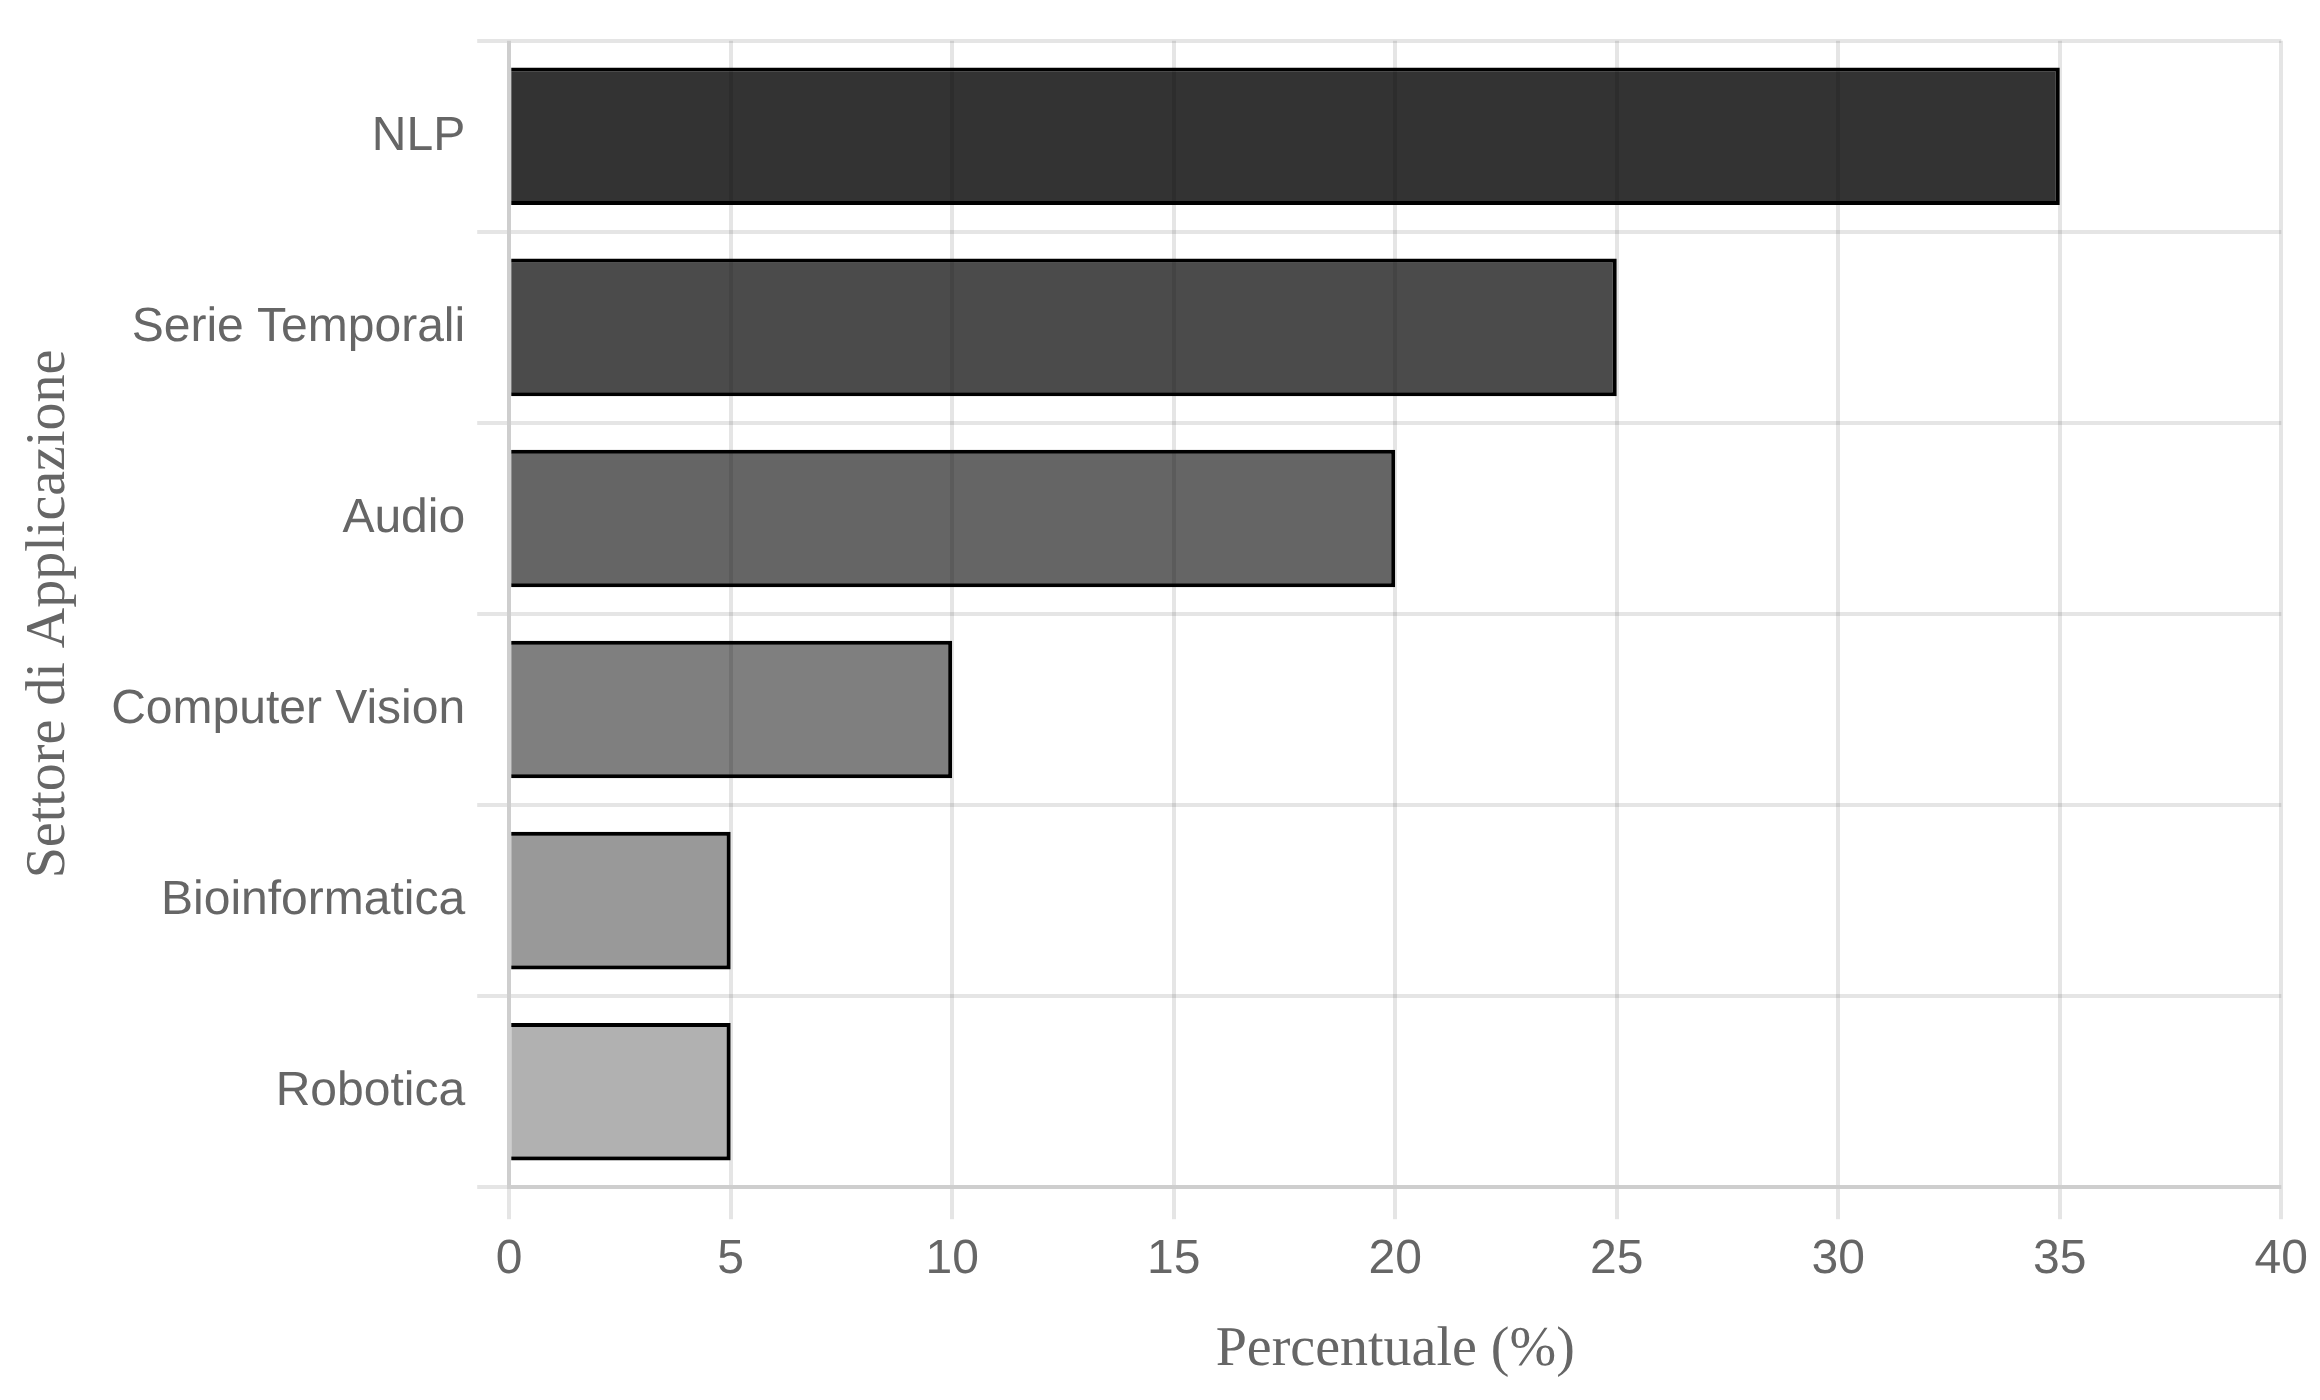 Settore di Applicazione
NLP
Serie Temporali
Audio
Computer Vision
Bioinformatica
Robotica
0 5 10 15 20 25 30 35 40
Percentuale (%)